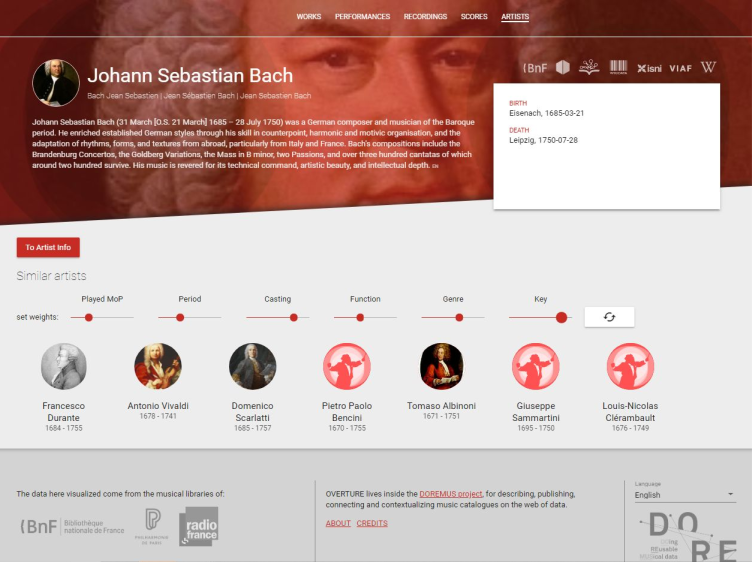 WORKS PERFORMANCES RECORDINGS SCORES ARTISTS
{BnF isni VIAF W
Johann Sebastian Bach
Bach Jean Sebastien | Jean Sébastien Bach | Jean Sebastien Bach
Johann Sebastian Bach (31 March [O.S. 21 March] 1685 – 28 July 1750) was a German composer and musician of the Baroque
period. He enriched established German styles through his skill in counterpoint, harmonic and motivic organisation, and the
adaptation of rhythms, forms, and textures from abroad, particularly from Italy and France. Bach's compositions include the
Brandenburg Concertos, the Goldberg Variations, the Mass in B minor, two Passions, and over three hundred cantatas of which
around two hundred survive. His music is revered for its technical command, artistic beauty, and intellectual depth. EN
BIRTH
Eisenach, 1685-03-21
DEATH
Leipzig, 1750-07-28
To Artist Info
Similar artists
Played MoP Period Casting Function Genre Key
set weights:
Francesco
Durante
1684 - 1755
Antonio Vivaldi
1678 - 1741
Domenico
Scarlatti
1685 - 1757
Pietro Paolo
Bencini
1670 - 1755
Tomaso Albinoni
1671 - 1751
Giuseppe
Sammartini
1695 - 1750
Louis-Nicolas
Clérambault
1676 - 1749
The data here visualized come from the musical libraries of:
{BnF Bibliothèque
nationale de France
PHILHARMONIE
DE PARIS
radio
france
OVERTURE lives inside the DOREMUS project, for describing, publishing,
connecting and contextualizing music catalogues on the web of data.
ABOUT CREDITS
Language
English
DO
RE
DOing
REusable
MUSical data